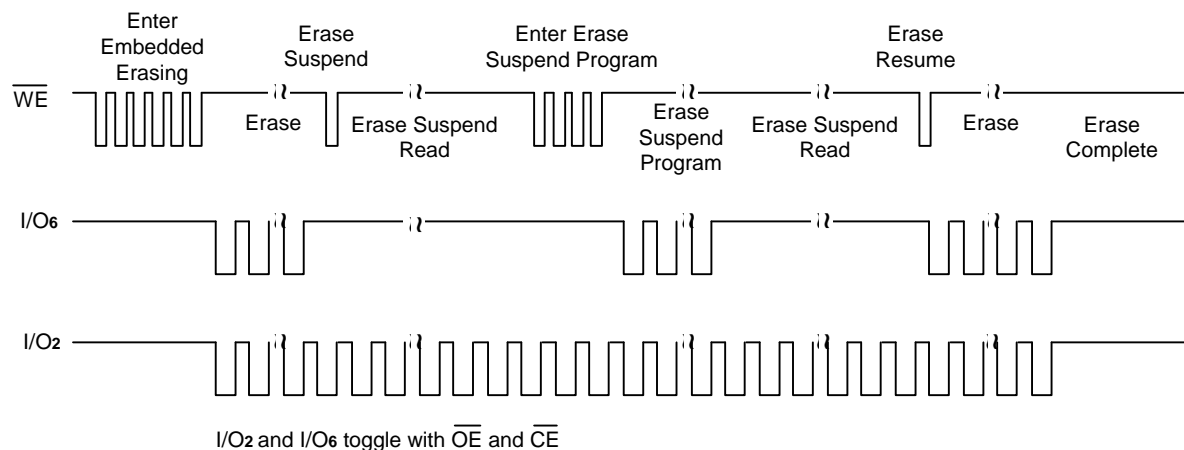 Enter
Embedded
Erasing
Erase
Suspend
Enter Erase
Suspend Program
Erase
Resume
WE
Erase
Erase Suspend
Read
Erase
Suspend
Program
Erase Suspend
Read
Erase
Erase
Complete
I/O6
I/O2
I/O2 and I/O6 toggle with OE and CE